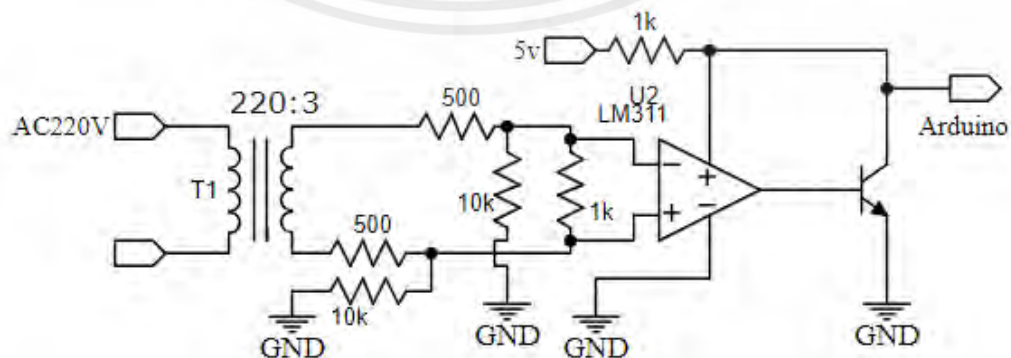 1k
5v
U2
LM311
220:3
500
AC220V
Arduino
T1
10k
1k
500
10k
GND
GND
GND
GND